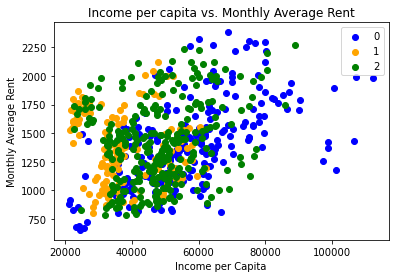 Income per capita vs. Monthly Average Rent
0
1
2
Monthly Average Rent
2250
2000
1750
1500
1250
1000
750
20000 40000 60000 80000 100000
Income per Capita